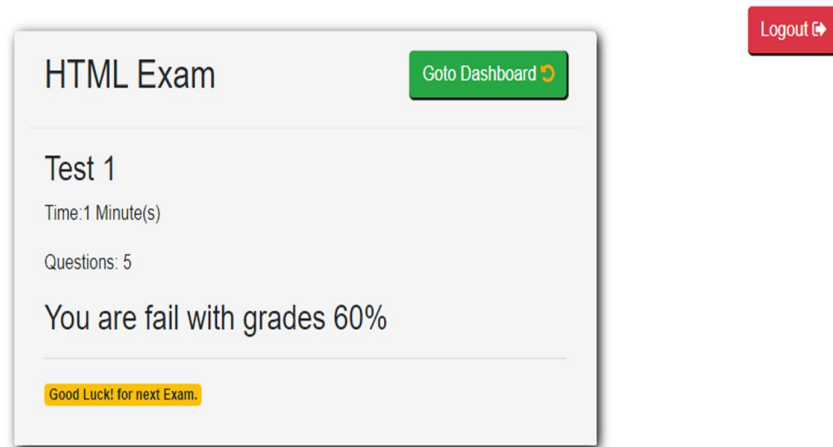 Logout
HTML Exam
Goto Dashboard
Test 1
Time:1 Minute(s)
Questions: 5
You are fail with grades 60%
Good Luck! for next Exam.